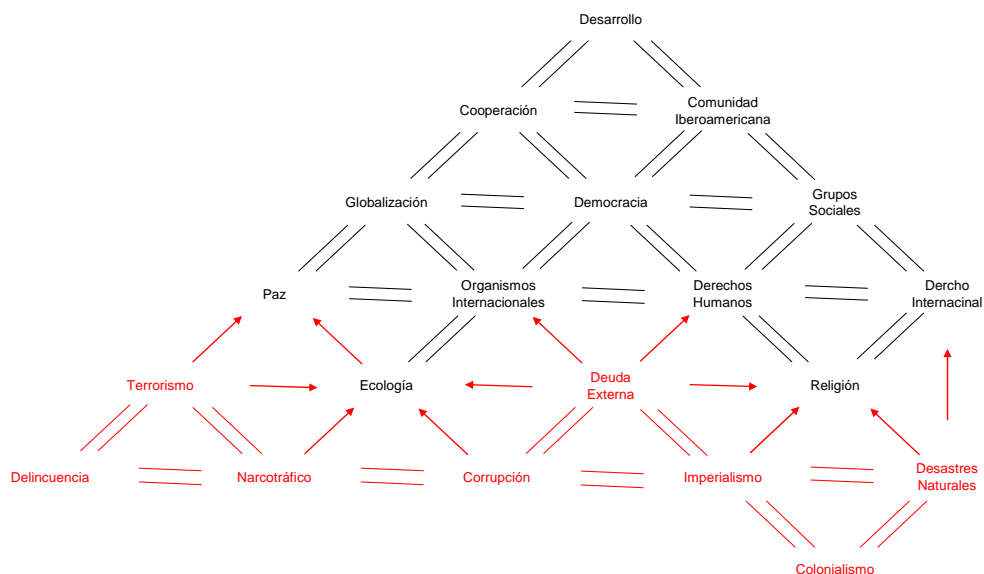 Desarrollo
Cooperación
Comunidad
Iberoamericana
Globalización
Democracia
Grupos
Sociales
Paz
Organismos
Internacionales
Derechos
Humanos
Dercho
Internacinal
Terrorismo
Ecología
Deuda
Externa
Religión
Delincuencia
Narcotráfico
Corrupción
Imperialismo
Desastres
Naturales
Colonialismo